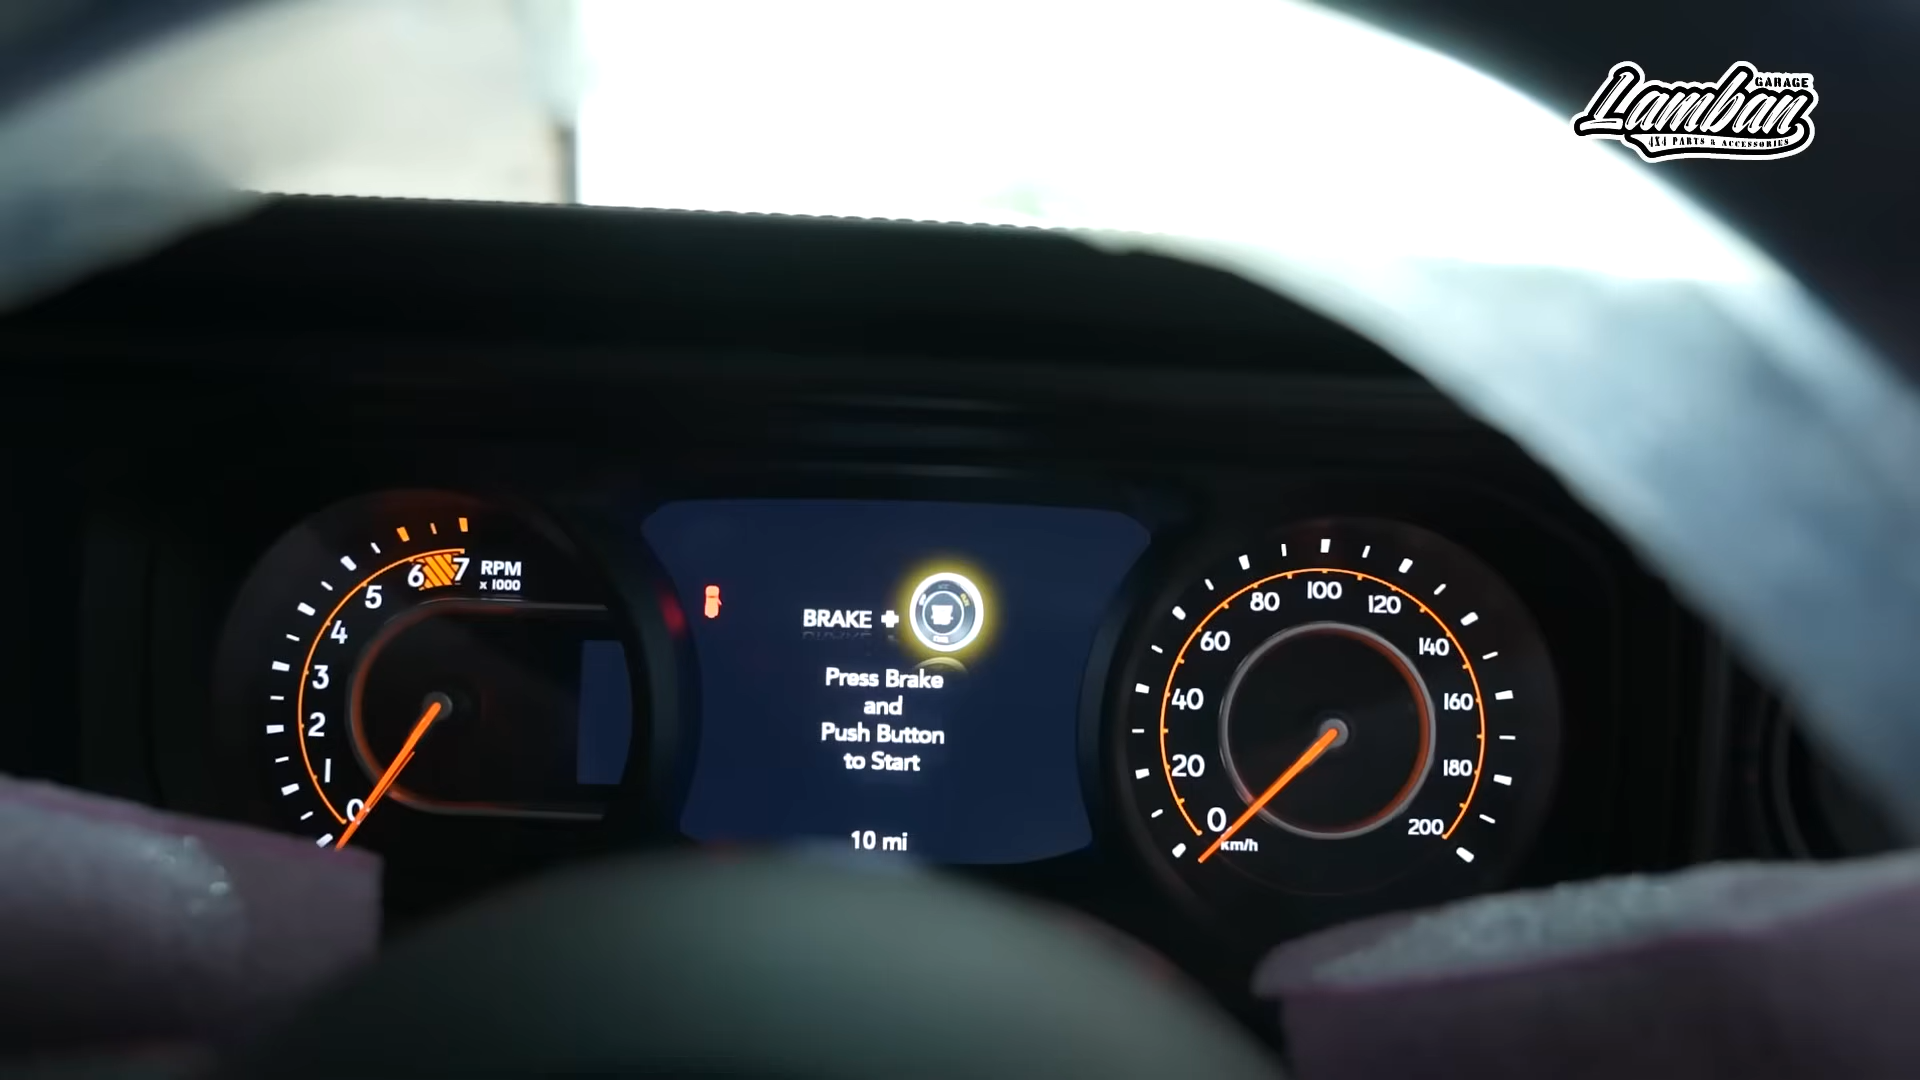 GARAGE
Lamban
4X4 PARTS & ACCESSORIES
6 7 RPM
x 1000
5
4
3
2
1
0
BRAKE +
Press Brake
and
Push Button
to Start
10 mi
0
20
40
60
80
100
120
140
160
180
200
km/h